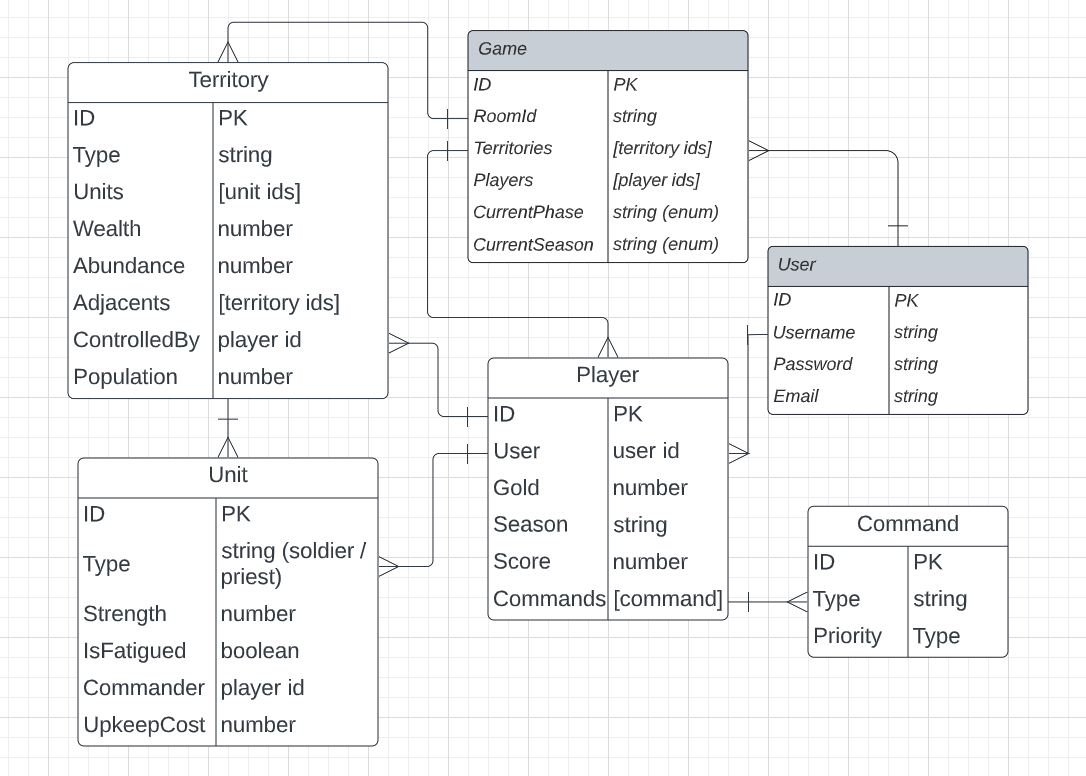 Territory
ID PK
Type string
Units [unit ids]
Wealth number
Abundance number
Adjacents [territory ids]
ControlledBy player id
Population number
Game
ID PK
RoomId string
Territories [territory ids]
Players [player ids]
CurrentPhase string (enum)
CurrentSeason string (enum)
User
ID PK
Username string
Password string
Email string
Player
ID PK
User user id
Gold number
Season string
Score number
Commands [command]
Unit
ID PK
Type string (soldier /
priest)
Strength number
IsFatigued boolean
Commander player id
UpkeepCost number
Command
ID PK
Type string
Priority Type